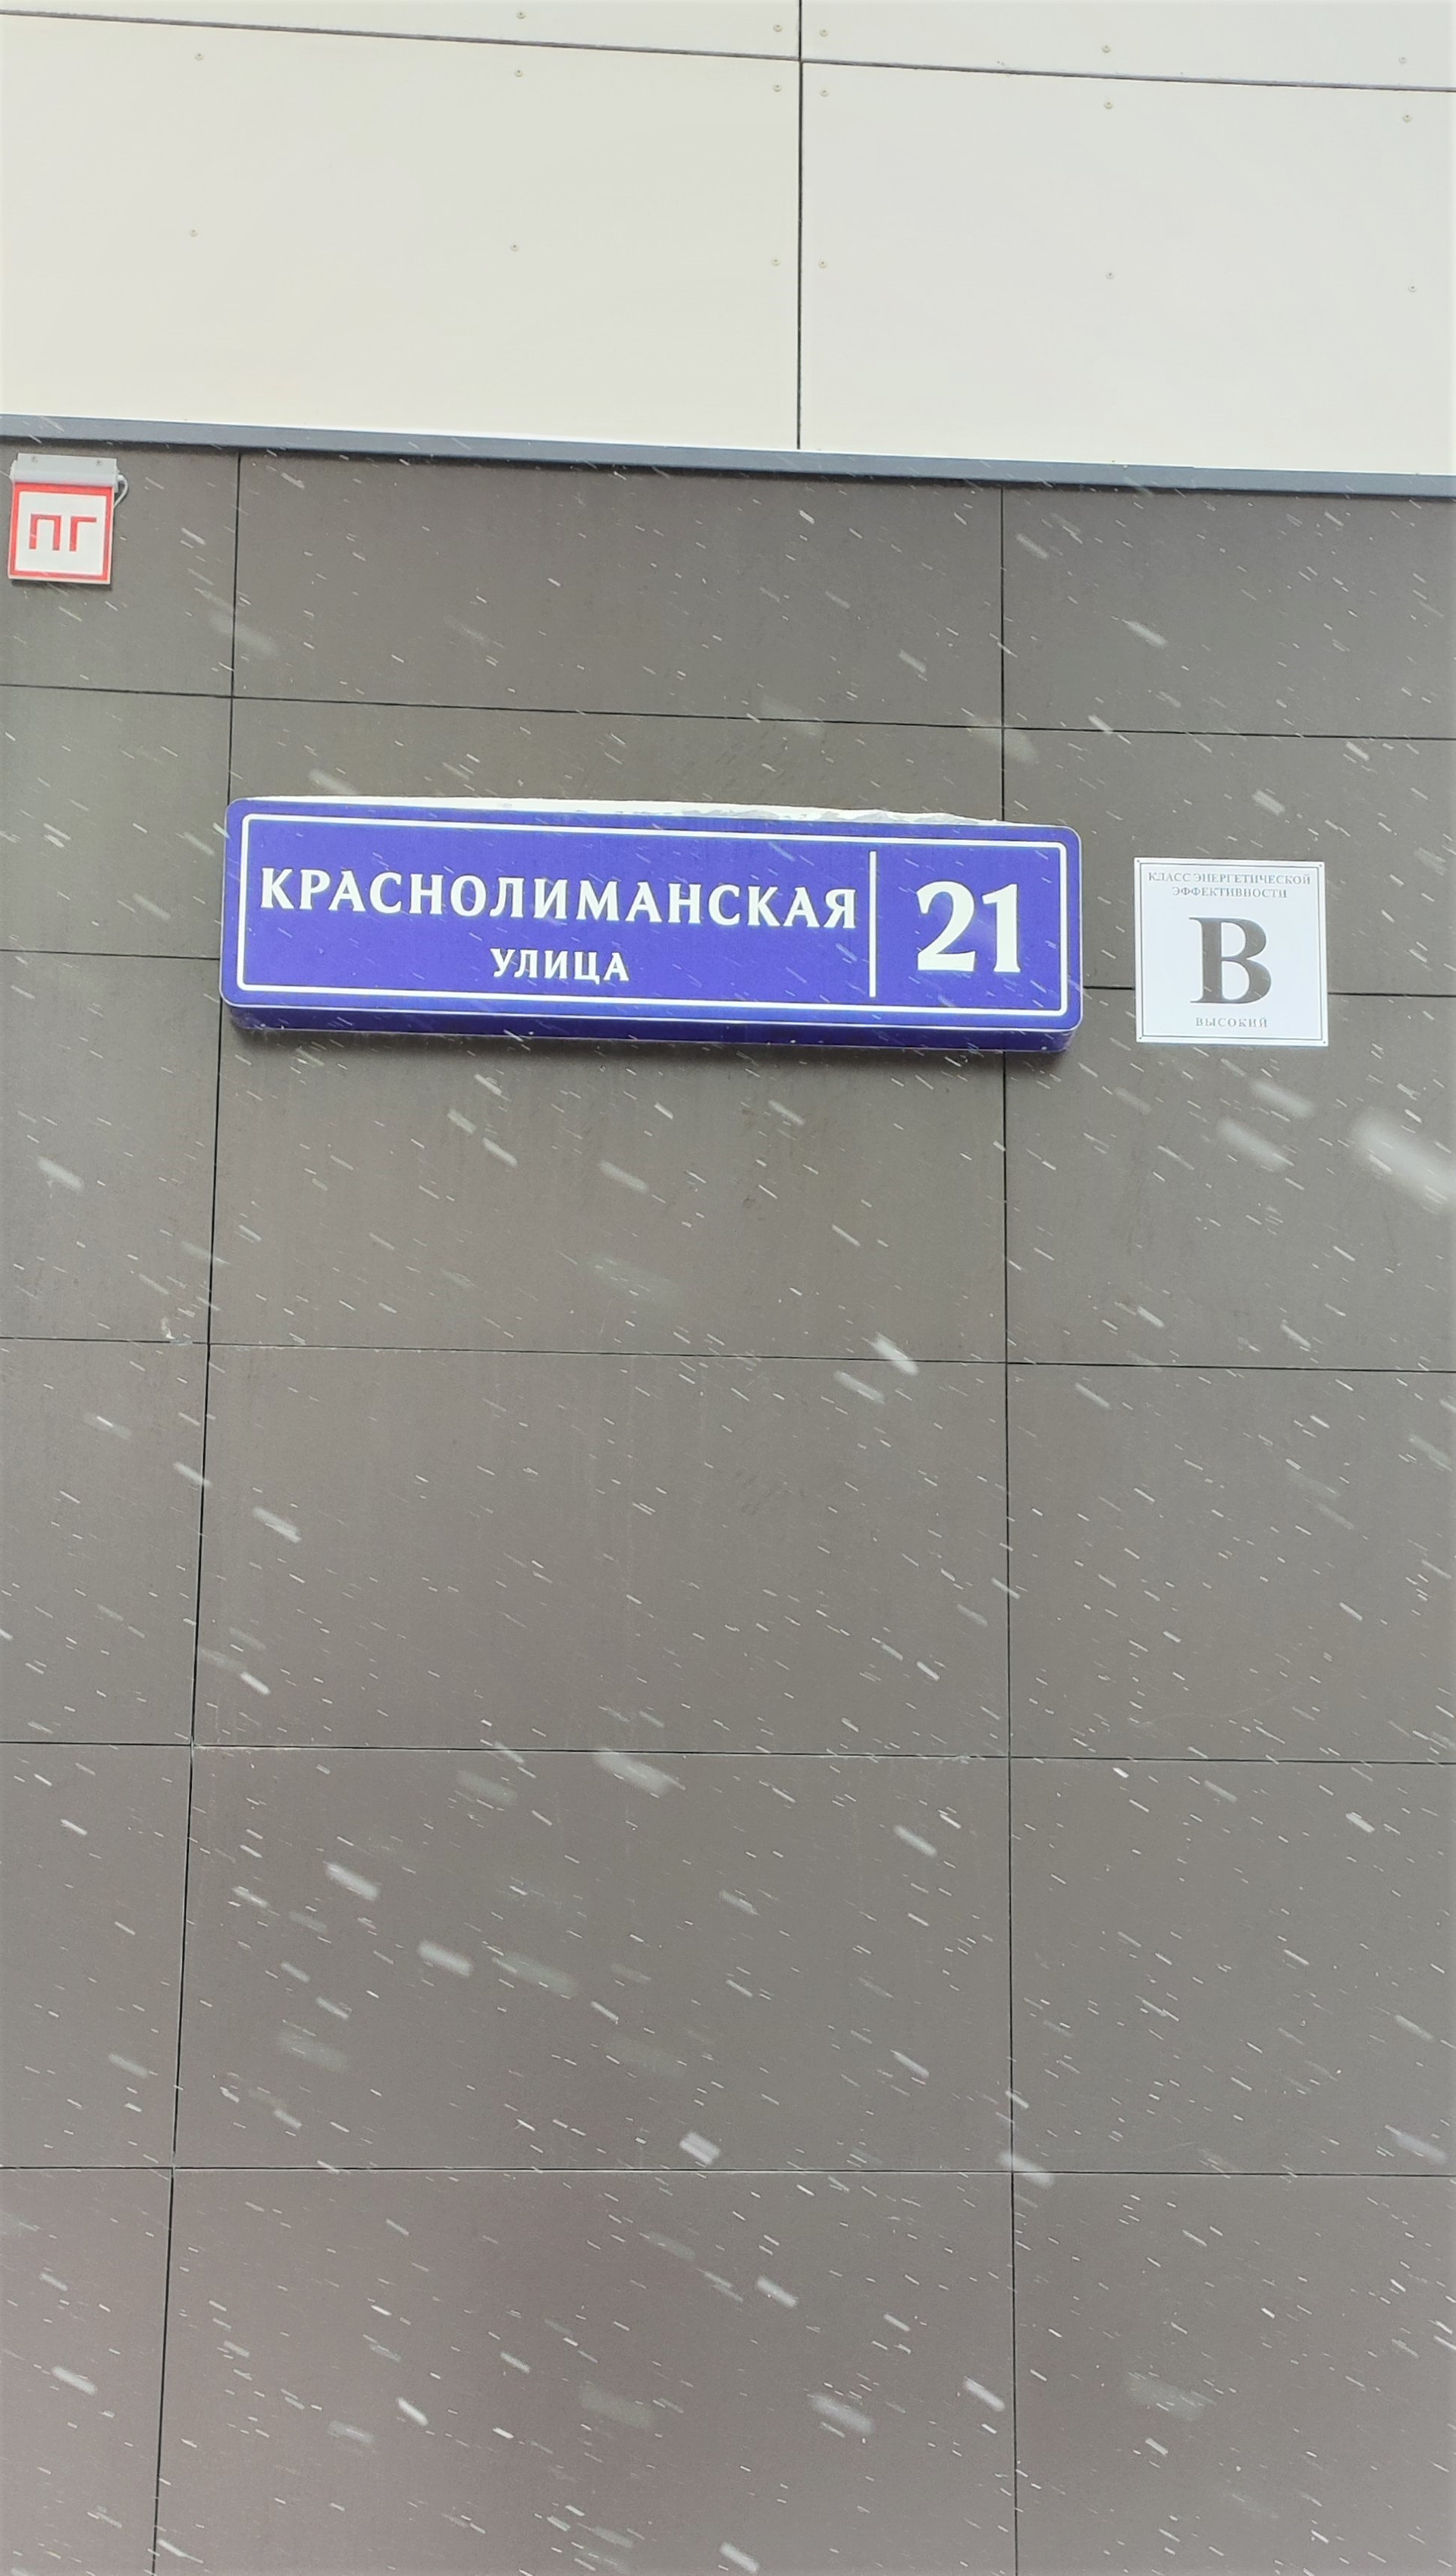 ПГ
КРАСНОЛИМАНСКАЯ
УЛИЦА
21
КЛАСС ЭНЕРГЕТИЧЕСКОЙ
ЭФФЕКТИВНОСТИ
B
ВЫСОКИЙ